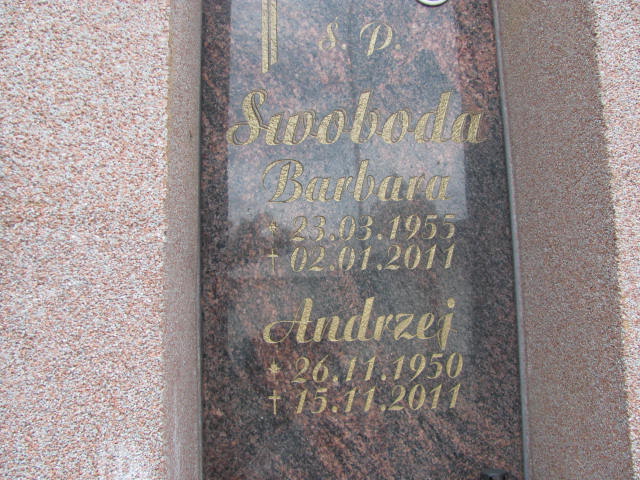 Ś. P.
Swoboda
Barbara
* 23.03.1955
† 02.01.2011
Andrzej
* 26.11.1950
† 15.11.2011